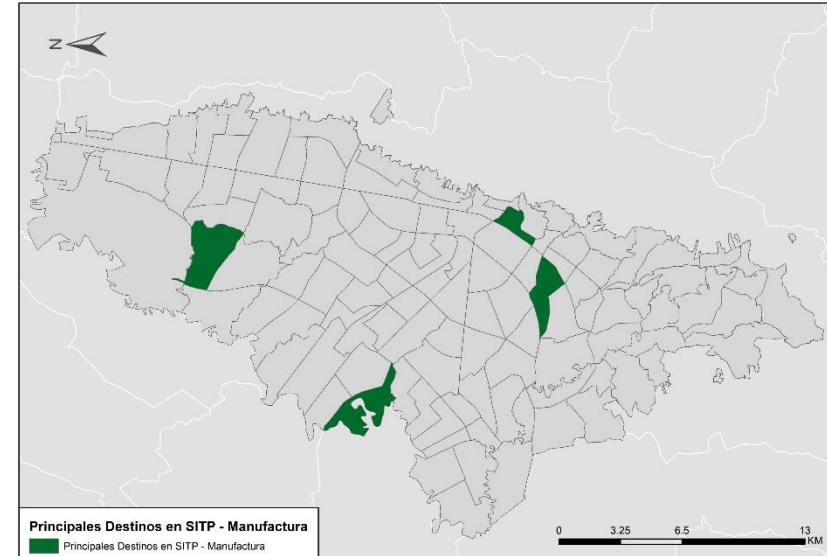 N
Principales Destinos en SITP - Manufactura
Principales Destinos en SITP - Manufactura
0 3.25 6.5 13
KM